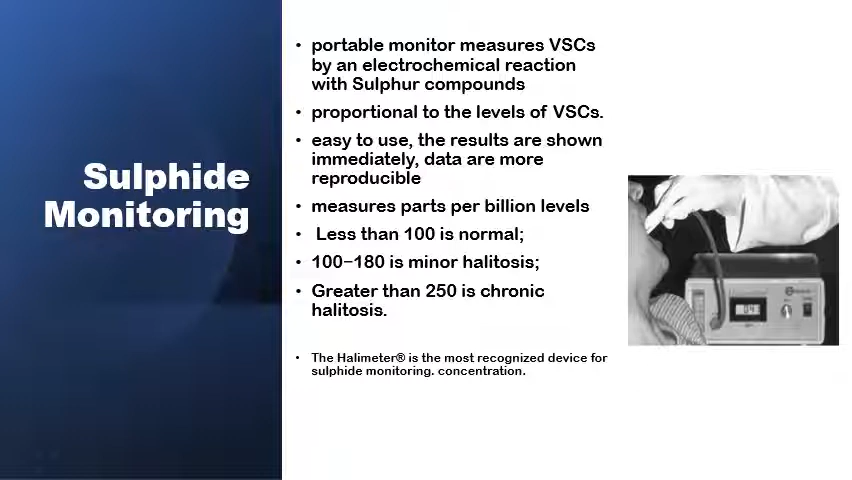 Sulphide
Monitoring
• portable monitor measures VSCs
by an electrochemical reaction
with Sulphur compounds
• proportional to the levels of VSCs.
• easy to use, the results are shown
immediately, data are more
reproducible
• measures parts per billion levels
• Less than 100 is normal;
• 100–180 is minor halitosis;
• Greater than 250 is chronic
halitosis.
• The Halimeter® is the most recognized device for
sulphide monitoring. concentration.